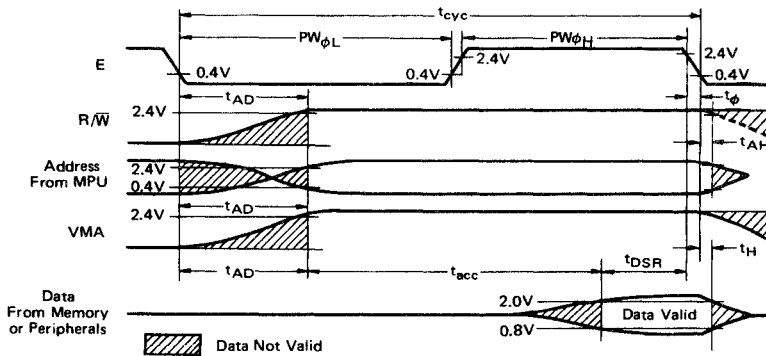 tcyc
PWϕL
PWϕH
E
0.4V
0.4V
2.4V
2.4V
0.4V
tAD
tϕ
R/W̅
2.4V
tAH
Address
From MPU
2.4V
0.4V
tAD
2.4V
VMA
tAD
tacc
tDSR
tH
Data
From Memory
or Peripherals
2.0V
0.8V
Data Valid
Data Not Valid